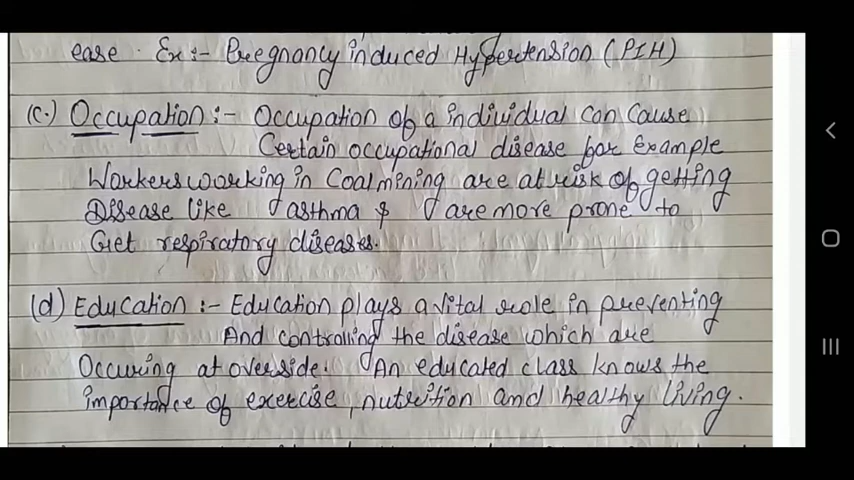 ease. Ex:- Pregnancy induced Hypertension (PIH)
(c.) Occupation :- Occupation of a individual can cause
Certain occupational disease for example
Workers working in Coalmining are at risk of getting
Disease like asthma & are more prone to
Get respiratory diseases.
(d) Education :- Education plays a vital role in preventing
And controlling the disease which are
Occuring at overside. An educated class knows the
importance of exercise, nutrition and healthy living.